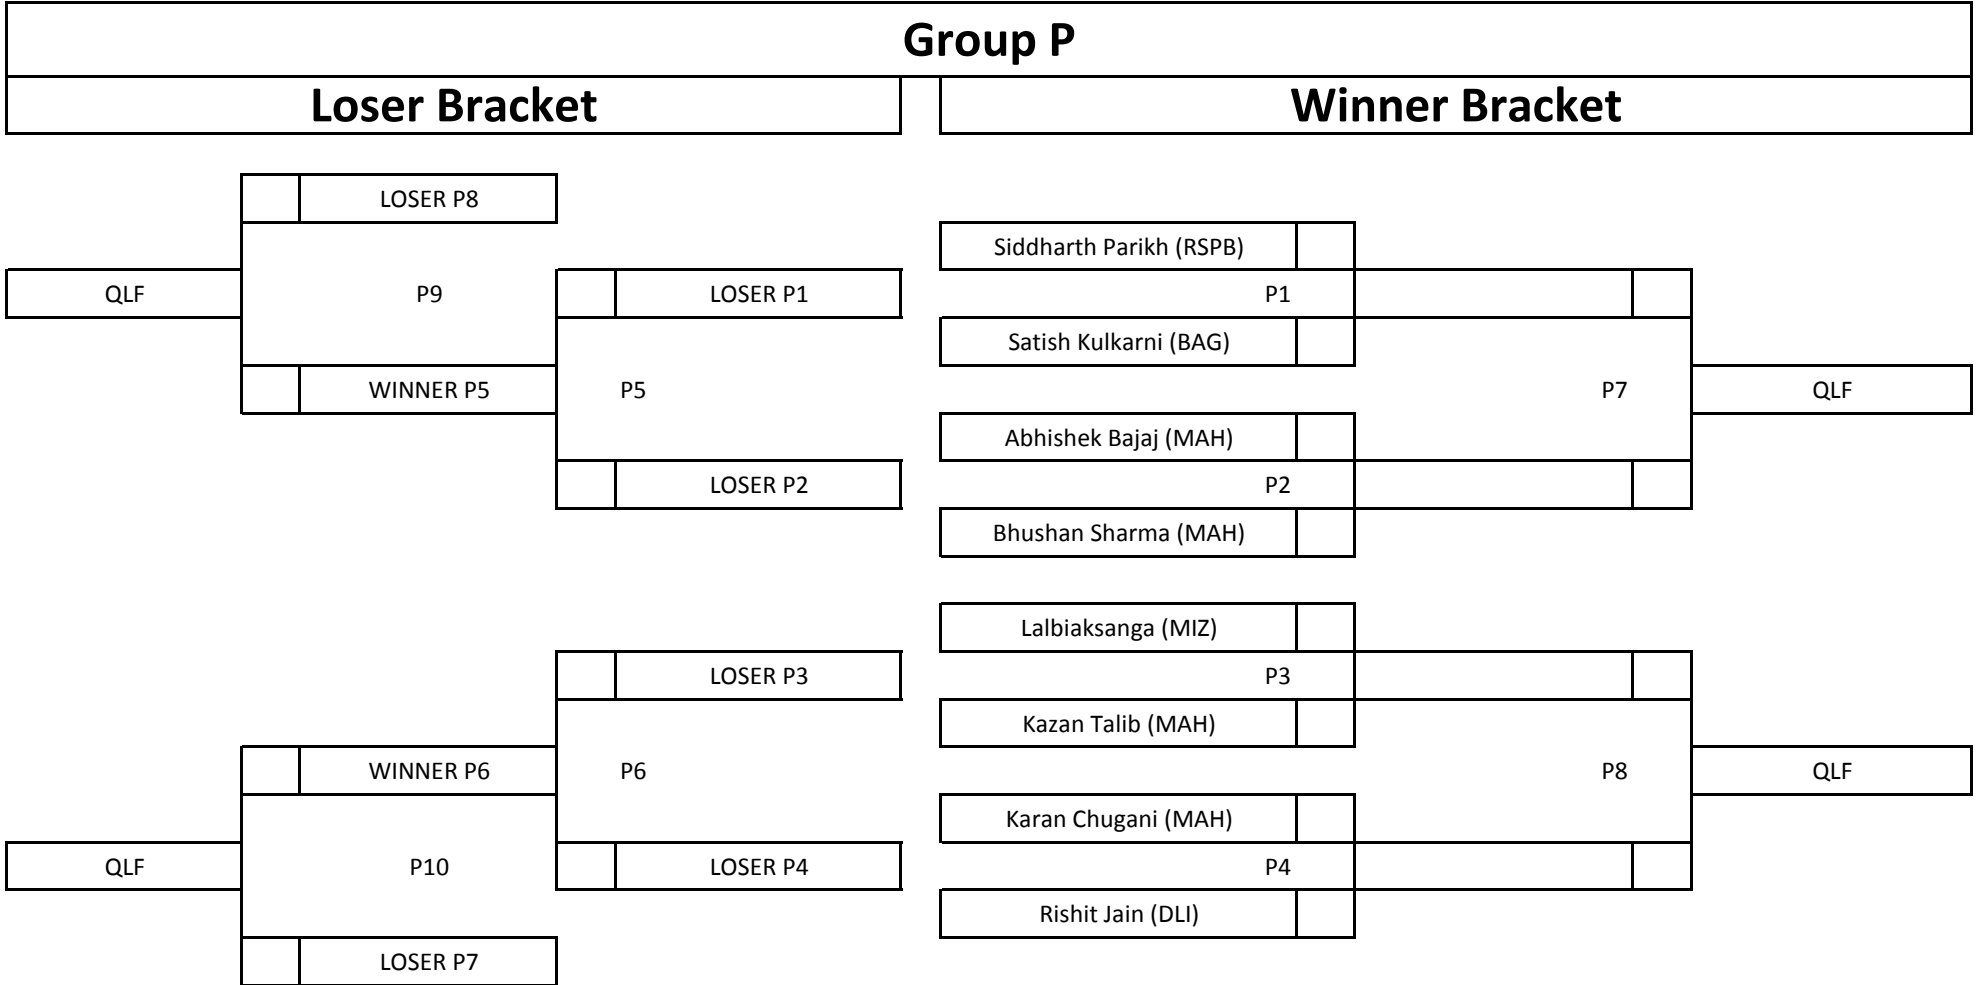 Group P
Loser Bracket
Winner Bracket
LOSER P8
Siddharth Parikh (RSPB)
QLF
P9
LOSER P1
P1
Satish Kulkarni (BAG)
WINNER P5
P5
P7
QLF
Abhishek Bajaj (MAH)
LOSER P2
P2
Bhushan Sharma (MAH)
Lalbiaksanga (MIZ)
LOSER P3
P3
Kazan Talib (MAH)
WINNER P6
P6
P8
QLF
Karan Chugani (MAH)
QLF
P10
LOSER P4
P4
Rishit Jain (DLI)
LOSER P7